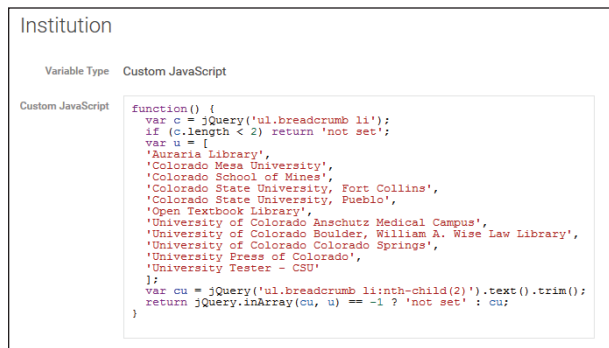 Institution
Variable Type Custom JavaScript
Custom JavaScript
function() {
var c = jQuery('ul.breadcrumb li');
if (c.length < 2) return 'not set';
var u = [
'Auraria Library',
'Colorado Mesa University',
'Colorado School of Mines',
'Colorado State University, Fort Collins',
'Colorado State University, Pueblo',
'Open Textbook Library',
'University of Colorado Anschutz Medical Campus',
'University of Colorado Boulder, William A. Wise Law Library',
'University of Colorado Colorado Springs',
'University Press of Colorado',
'University Tester - CSU'
];
var cu = jQuery('ul.breadcrumb li:nth-child(2)').text().trim();
return jQuery.inArray(cu, u) == -1 ? 'not set' : cu;
}